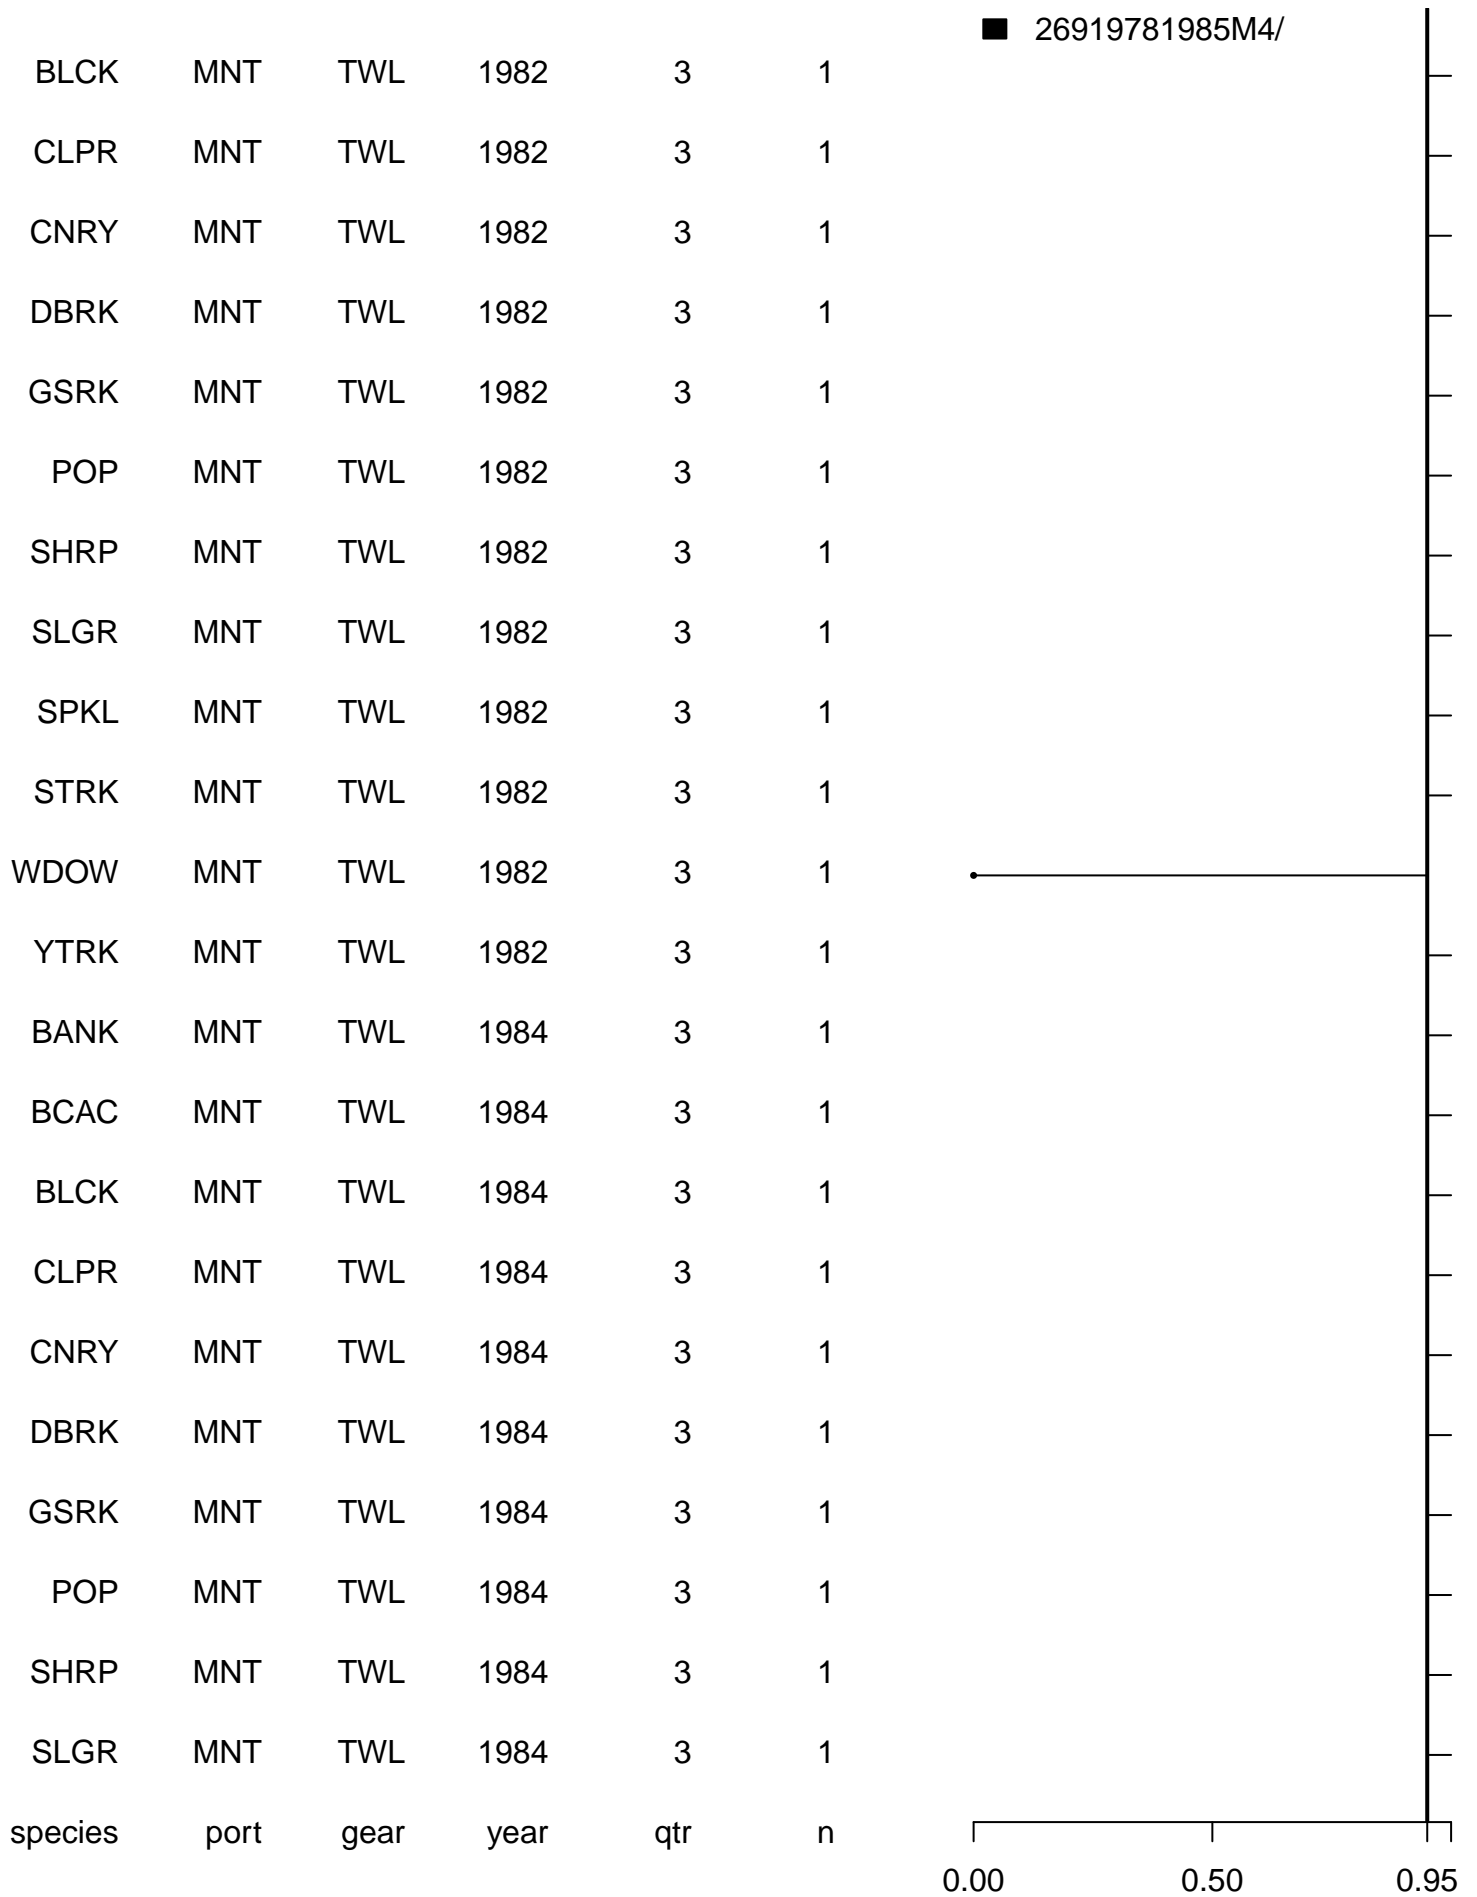 26919781985M4/
BLCK MNT TWL 1982 3 1
CLPR MNT TWL 1982 3 1
CNRY MNT TWL 1982 3 1
DBRK MNT TWL 1982 3 1
GSRK MNT TWL 1982 3 1
POP MNT TWL 1982 3 1
SHRP MNT TWL 1982 3 1
SLGR MNT TWL 1982 3 1
SPKL MNT TWL 1982 3 1
STRK MNT TWL 1982 3 1
WDOW MNT TWL 1982 3 1
YTRK MNT TWL 1982 3 1
BANK MNT TWL 1984 3 1
BCAC MNT TWL 1984 3 1
BLCK MNT TWL 1984 3 1
CLPR MNT TWL 1984 3 1
CNRY MNT TWL 1984 3 1
DBRK MNT TWL 1984 3 1
GSRK MNT TWL 1984 3 1
POP MNT TWL 1984 3 1
SHRP MNT TWL 1984 3 1
SLGR MNT TWL 1984 3 1
species port gear year qtr n
0.00 0.50 0.95